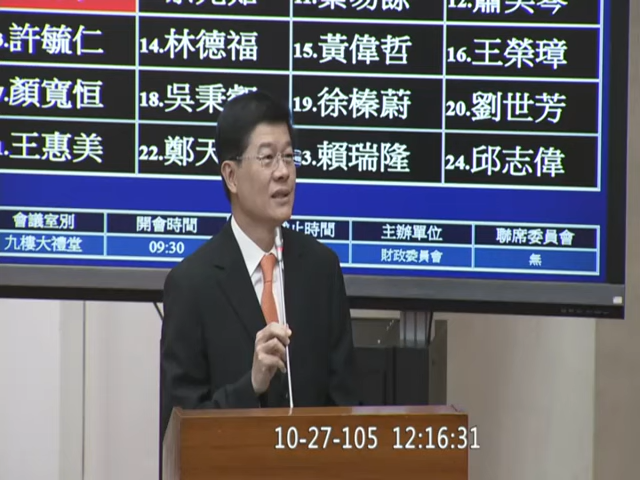 許毓仁 14.林德福 15.黃偉哲 16.王榮璋
顏寬恒 18.吳秉 19.徐榛蔚 20.劉世芳
王惠美 22.鄭天 3.賴瑞隆 24.邱志偉
會議室別 開會時間 止時間 主辦單位 聯席委員會
九樓大禮堂 09:30 財政委員會 無
10-27-105 12:16:31